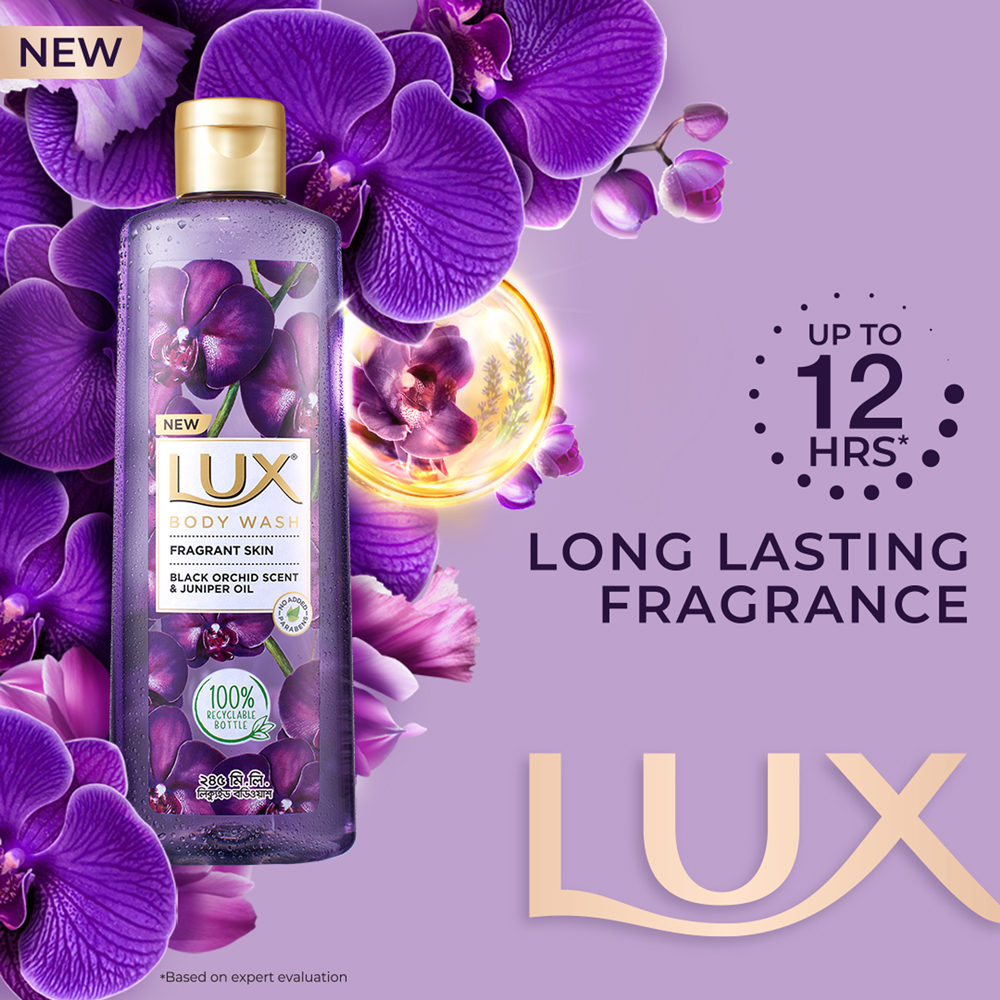 NEW
UP TO
12
HRS*
LONG LASTING
FRAGRANCE
NEW
LUX®
BODY WASH
FRAGRANT SKIN
BLACK ORCHID SCENT
& JUNIPER OIL
NO ADDED
PARABENS
100%
RECYCLABLE
BOTTLE
২৪৫ মি.লি.
লিকুইড বডিওয়াশ
LUX
*Based on expert evaluation